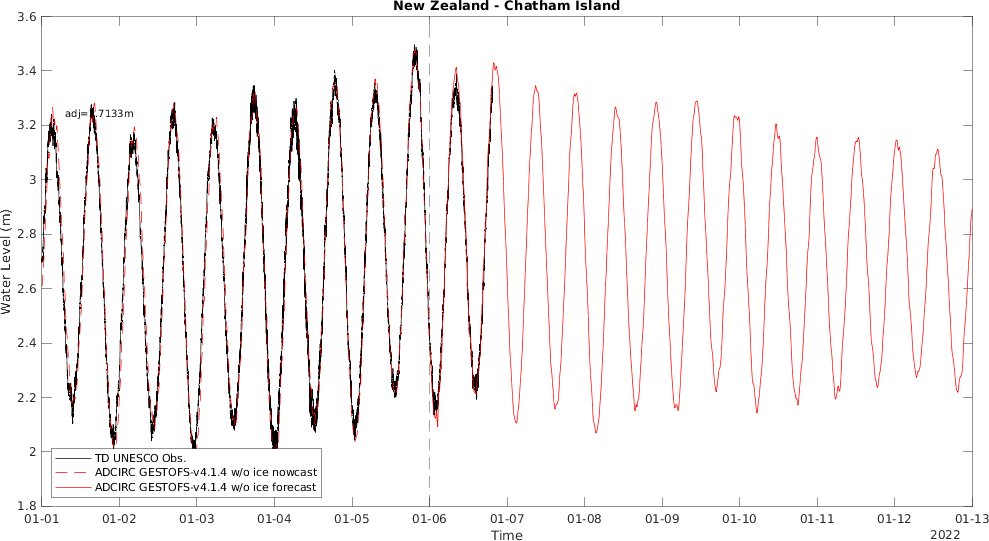 New Zealand - Chatham Island
3.6
3.4
3.2
3
2.8
2.6
2.4
2.2
2
1.8
Water Level (m)
TD UNESCO Obs.
ADCIRC GESTOFS-v4.1.4 w/o ice nowcast
ADCIRC GESTOFS-v4.1.4 w/o ice forecast
01-01 01-02 01-03 01-04 01-05 01-06 01-07 01-08 01-09 01-10 01-11 01-12 01-13
Time
2022